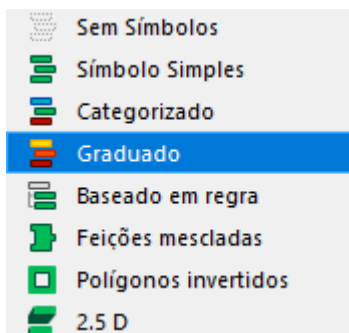 Sem Símbolos
Símbolo Simples
Categorizado
Graduado
Baseado em regra
Feições mescladas
Polígonos invertidos
2.5 D